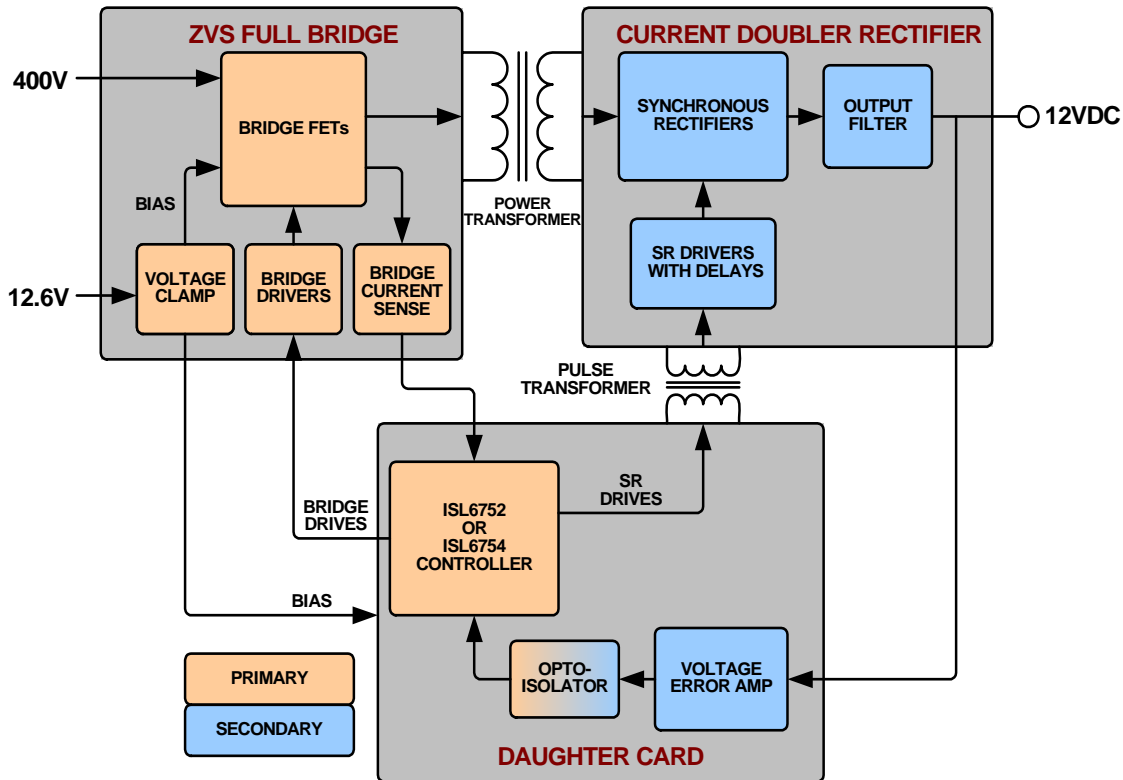 ZVS FULL BRIDGE
400V
BRIDGE FETs
BIAS
12.6V
VOLTAGE
CLAMP
BRIDGE
DRIVERS
BRIDGE
CURRENT
SENSE
POWER
TRANSFORMER
CURRENT DOUBLER RECTIFIER
SYNCHRONOUS
RECTIFIERS
OUTPUT
FILTER
12VDC
SR DRIVERS
WITH DELAYS
PULSE
TRANSFORMER
BRIDGE
DRIVES
ISL6752
OR
ISL6754
CONTROLLER
SR
DRIVES
BIAS
OPTO-
ISOLATOR
VOLTAGE
ERROR AMP
DAUGHTER CARD
PRIMARY
SECONDARY